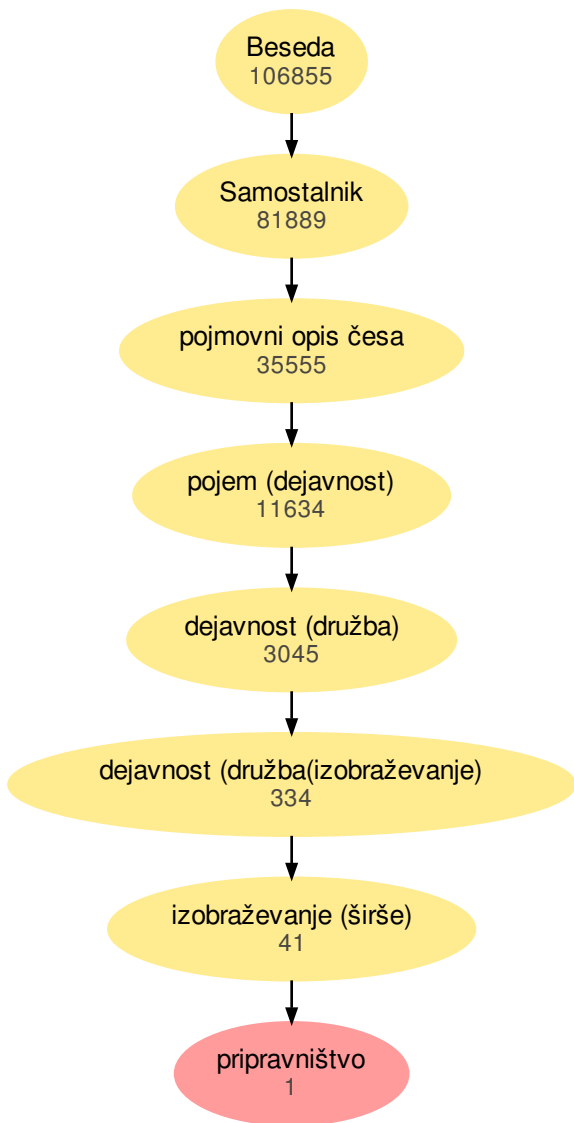 Beseda
106855
Samostalnik
81889
pojmovni opis česa
35555
pojem (dejavnost)
11634
dejavnost (družba)
3045
dejavnost (družba(izobraževanje)
334
izobraževanje (širše)
41
pripravništvo
1